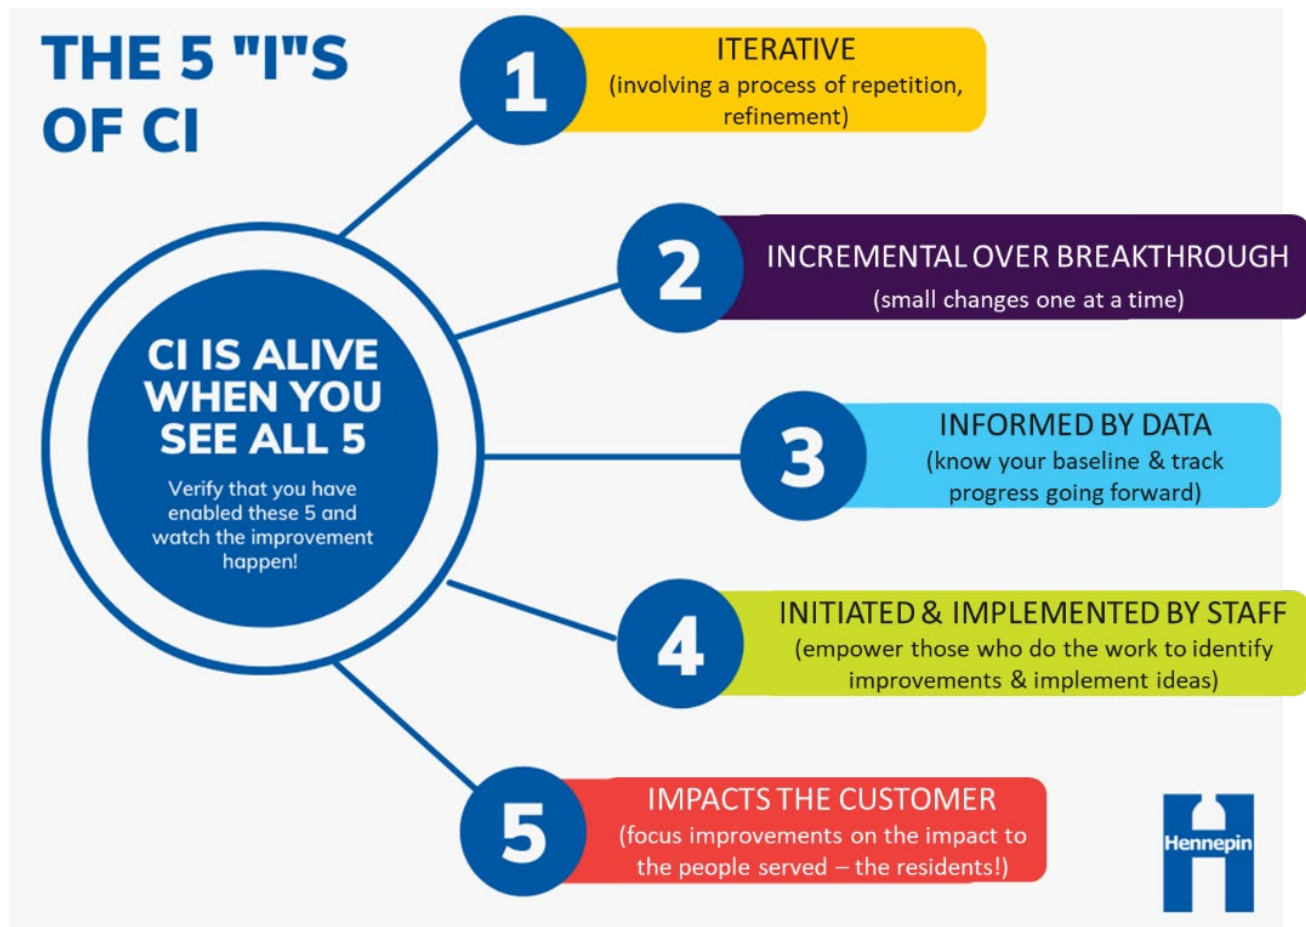 THE 5 "I"S
OF CI
1
ITERATIVE
(involving a process of repetition,
refinement)
2
INCREMENTAL OVER BREAKTHROUGH
(small changes one at a time)
CI IS ALIVE
WHEN YOU
SEE ALL 5
Verify that you have
enabled these 5 and
watch the improvement
happen!
3
INFORMED BY DATA
(know your baseline & track
progress going forward)
4
INITIATED & IMPLEMENTED BY STAFF
(empower those who do the work to identify
improvements & implement ideas)
5
IMPACTS THE CUSTOMER
(focus improvements on the impact to
the people served – the residents!)
Hennepin